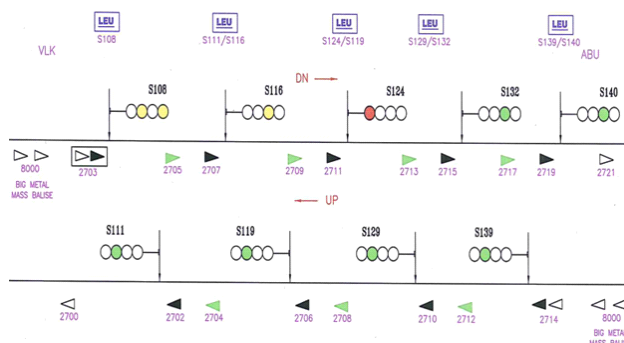 LEU LEU LEU LEU LEU
S108 S111/S116 S124/S119 S129/S132 S139/S140
VLK ABU
DN
S108 S116 S124 S132 S140
8000 2703 2705 2707 2709 2711 2713 2715 2717 2719 2721
BIG METAL
MASS BALISE
UP
S111 S119 S129 S139
2700 2702 2704 2706 2708 2710 2712 2714 8000
BIG METAL
MASS BALIS